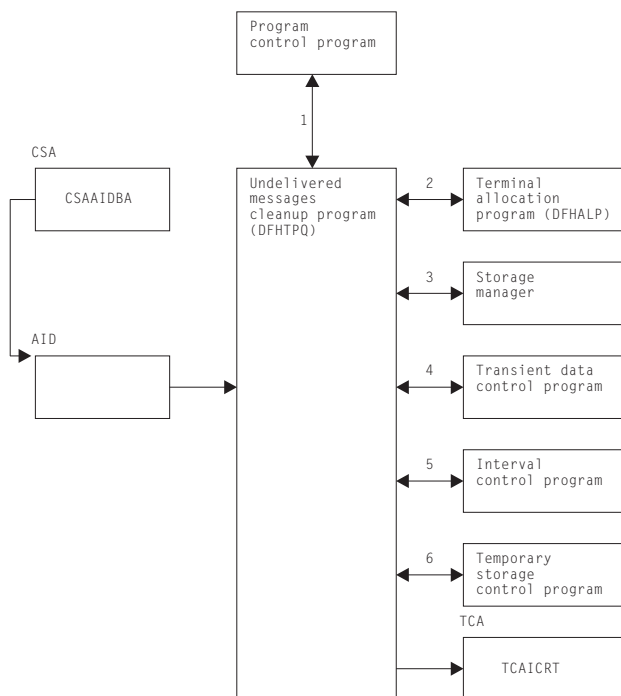 Program
control program
1
CSA
CSAAIDBA
Undelivered
messages
cleanup program
(DFHTPQ)
2
Terminal
allocation
program (DFHALP)
3
Storage
manager
AID
4
Transient data
control program
5
Interval
control program
6
Temporary
storage
control program
TCA
TCAICRT